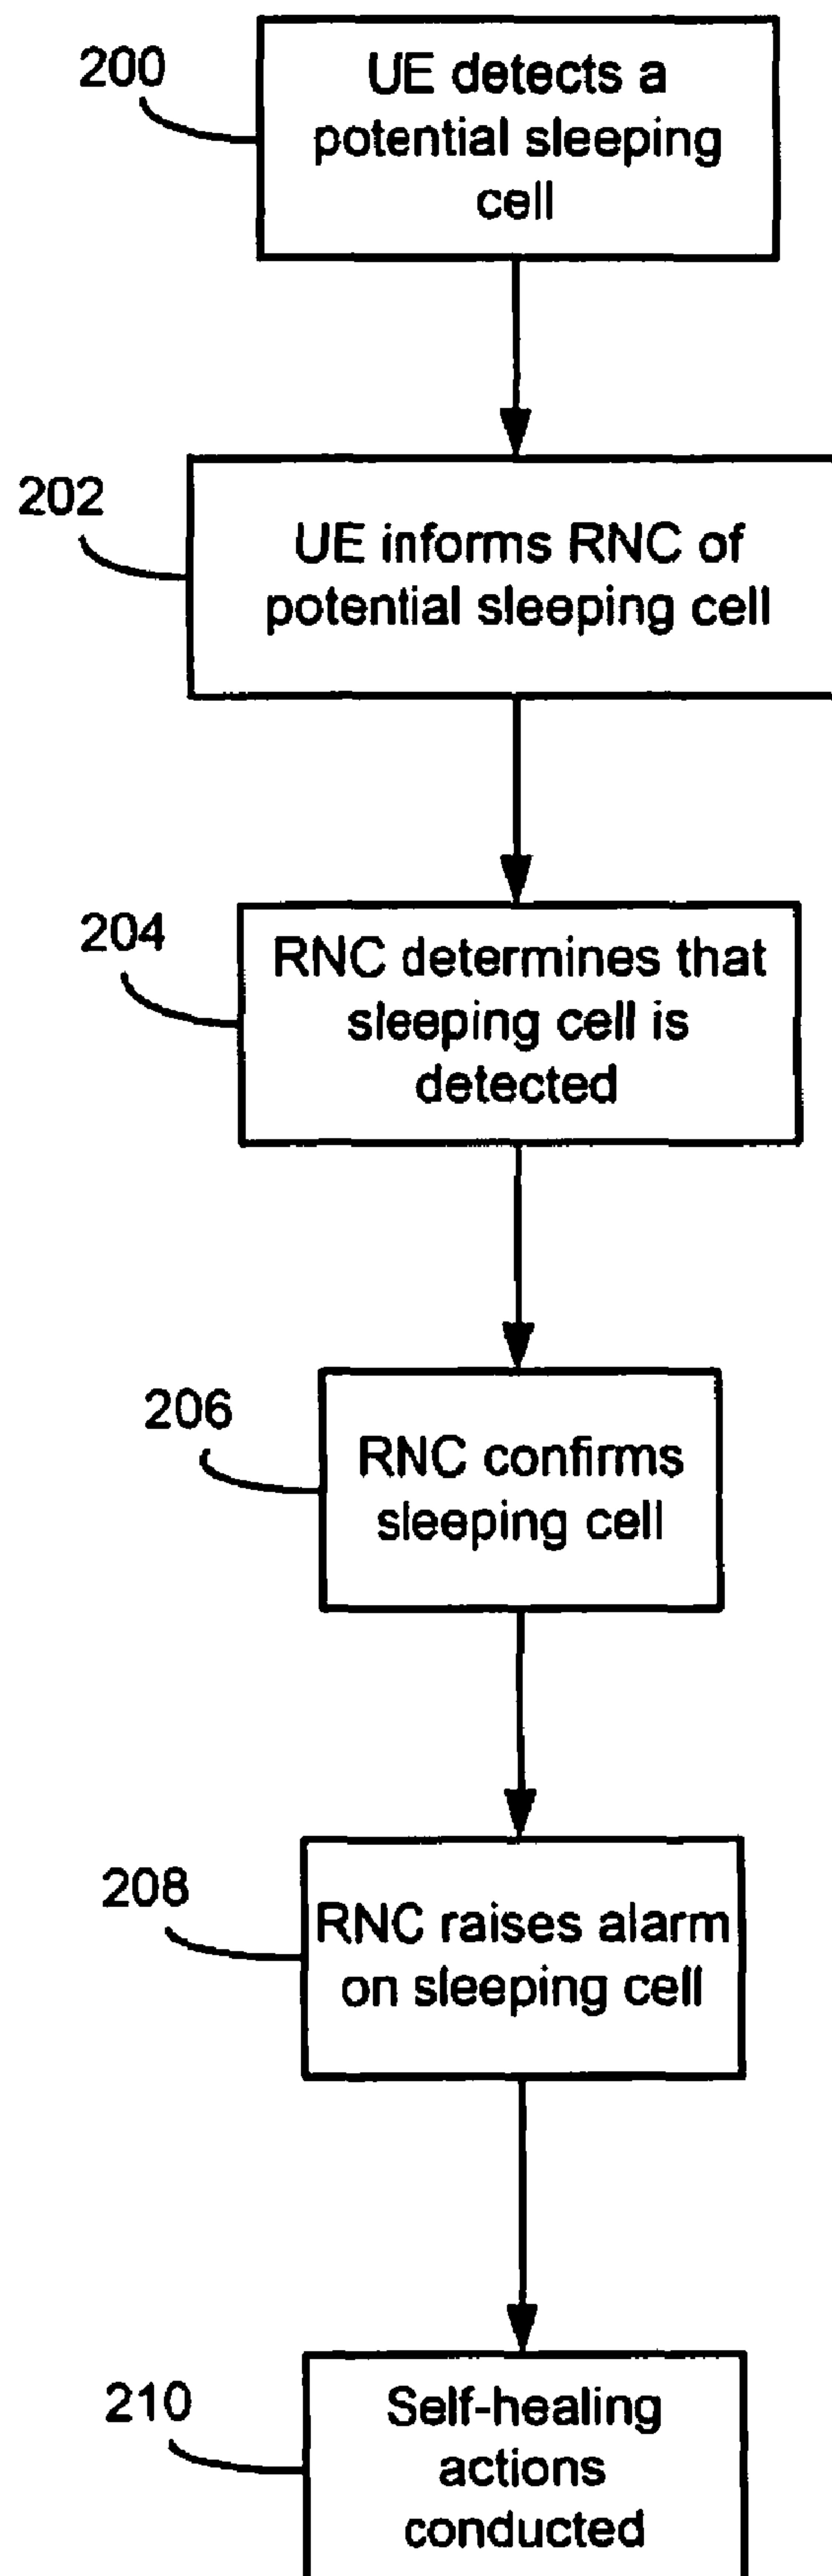 200
UE detects a
potential sleeping
cell
202
UE informs RNC of
potential sleeping cell
204
RNC determines that
sleeping cell is
detected
206
RNC confirms
sleeping cell
208
RNC raises alarm
on sleeping cell
210
Self-healing
actions
conducted